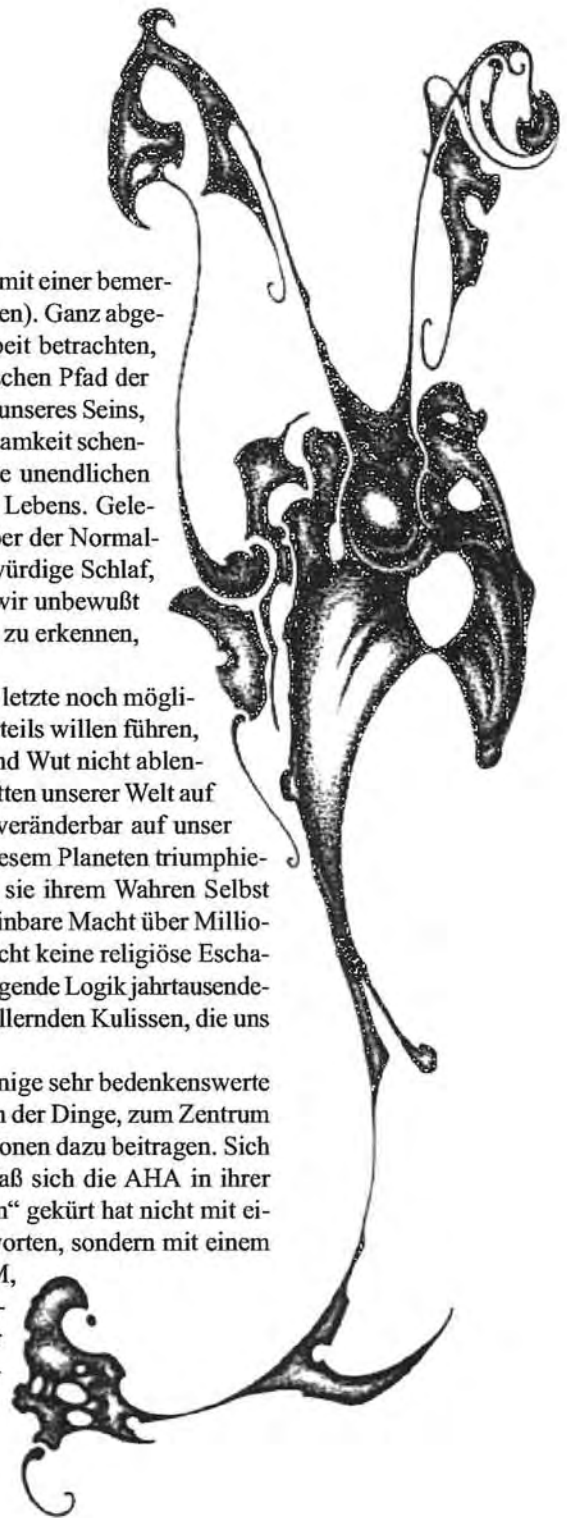 mit einer bemer-
en). Ganz abge-
beit betrachten,
schen Pfad der
unseres Seins,
samkeit schen-
e unendlichen
Lebens. Gele-
ber der Normal-
würdige Schlaf,
wir unbewußt
zu erkennen,
letzte noch mögli-
teils willen führen,
nd Wut nicht ablen-
tten unserer Welt auf
veränderbar auf unser
esem Planeten triumphie-
sie ihrem Wahren Selbst
inbare Macht über Millio-
cht keine religiöse Escha-
gende Logik jahrtausende-
llernden Kulissen, die uns
nige sehr bedenkenswerte
n der Dinge, zum Zentrum
onen dazu beitragen. Sich
aß sich die AHA in ihrer
n“ gekürt hat nicht mit ei-
vorten, sondern mit einem
M,
-
-